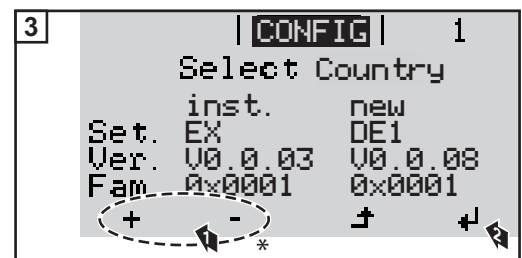 3
| CONFIG | 1
Select Country
inst. new
Set. EX DE1
Ver. V0.0.03 V0.0.08
Fam 0x0001 0x0001
+ - ↵
1 * 2